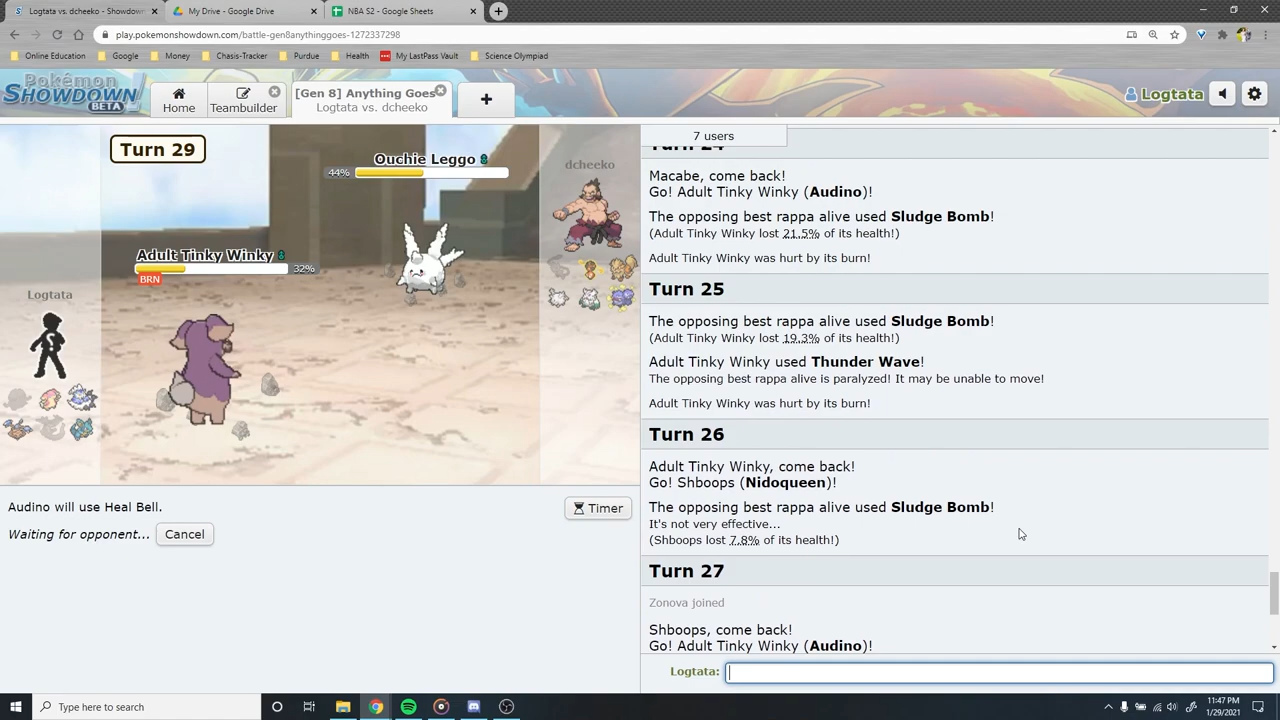 Logtata vs. dcheeko - Showdown
My Drive - Google Drive
NBA S2 - Google Sheets
play.pokemonshowdown.com/battle-gen8anythinggoes-1272337298
Online Education
Google
Money
Chasis-Tracker
Purdue
Health
My LastPass Vault
Science Olympiad
Pokémon
SHOWDOWN
BETA
Home
Teambuilder
[Gen 8] Anything Goes
Logtata vs. dcheeko
Logtata
7 users
Turn 29
Ouchie Leggo
44%
dcheeko
Adult Tinky Winky
32%
BRN
Logtata
Audino will use Heal Bell.
Waiting for opponent...
Cancel
Timer
Turn 24
Macabe, come back!
Go! Adult Tinky Winky (Audino)!
The opposing best rappa alive used Sludge Bomb!
(Adult Tinky Winky lost 21.5% of its health!)
Adult Tinky Winky was hurt by its burn!
Turn 25
The opposing best rappa alive used Sludge Bomb!
(Adult Tinky Winky lost 19.3% of its health!)
Adult Tinky Winky used Thunder Wave!
The opposing best rappa alive is paralyzed! It may be unable to move!
Adult Tinky Winky was hurt by its burn!
Turn 26
Adult Tinky Winky, come back!
Go! Shboops (Nidoqueen)!
The opposing best rappa alive used Sludge Bomb!
It's not very effective...
(Shboops lost 7.8% of its health!)
Turn 27
Zonova joined
Shboops, come back!
Go! Adult Tinky Winky (Audino)!
Logtata:
Type here to search
11:47 PM
1/29/2021